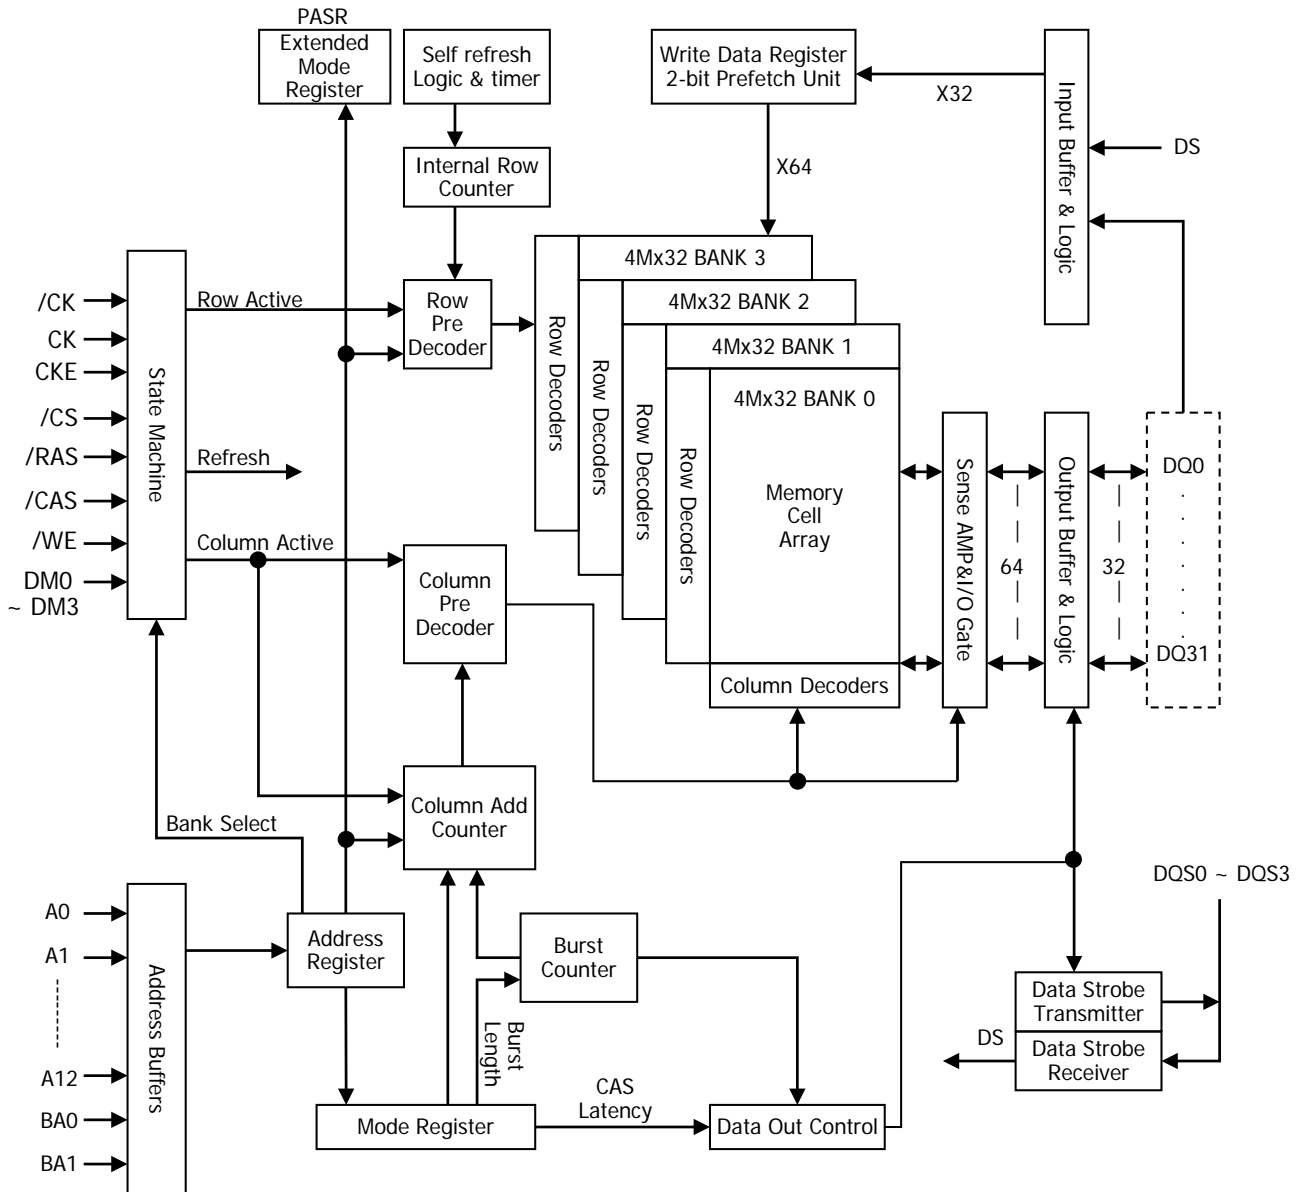 PASR
Extended
Mode
Register
Self refresh
Logic & timer
Write Data Register
2-bit Prefetch Unit
X32
Input Buffer & Logic
DS
Internal Row
Counter
X64
4Mx32 BANK 3
4Mx32 BANK 2
4Mx32 BANK 1
4Mx32 BANK 0
Row Decoders
Row Decoders
Row Decoders
Row Decoders
Memory
Cell
Array
Column Decoders
Sense AMP&I/O Gate
64
Output Buffer & Logic
32
DQ0
DQ31
/CK
CK
CKE
/CS
/RAS
/CAS
/WE
DM0
~ DM3
State Machine
Row Active
Refresh
Column Active
Row
Pre
Decoder
Column
Pre
Decoder
Column Add
Counter
Bank Select
A0
A1
A12
BA0
BA1
Address Buffers
Address
Register
Burst
Counter
Burst
Length
Mode Register
CAS
Latency
Data Out Control
DQS0 ~ DQS3
Data Strobe
Transmitter
Data Strobe
Receiver
DS